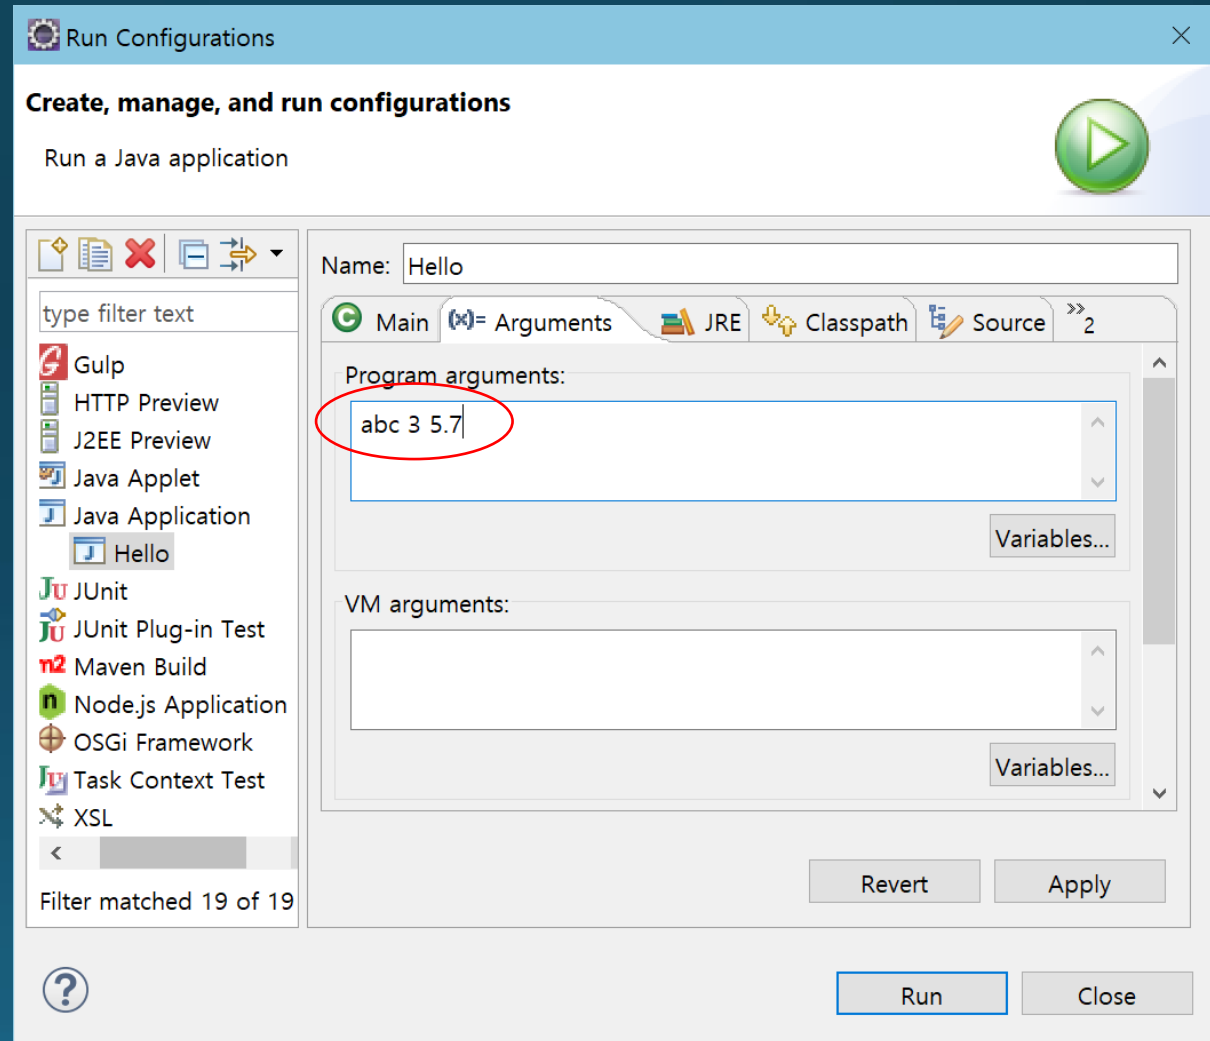 Run Configurations
Create, manage, and run configurations
Run a Java application
type filter text
Gulp
HTTP Preview
J2EE Preview
Java Applet
Java Application
Hello
JUnit
JUnit Plug-in Test
Maven Build
Node.js Application
OSGi Framework
Task Context Test
XSL
Filter matched 19 of 19
Name: Hello
Main (x)= Arguments JRE Classpath Source »2
Program arguments:
abc 3 5.7
Variables...
VM arguments:
Variables...
Revert Apply
Run Close